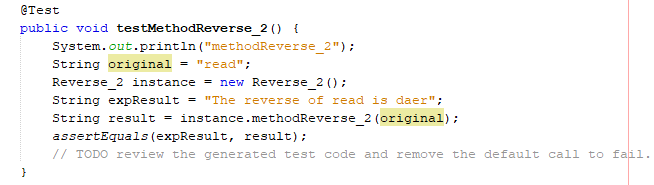 @Test
public void testMethodReverse_2() {
System.out.println("methodReverse_2");
String original = "read";
Reverse_2 instance = new Reverse_2();
String expResult = "The reverse of read is daer";
String result = instance.methodReverse_2(original);
assertEquals(expResult, result);
// TODO review the generated test code and remove the default call to fail.
}